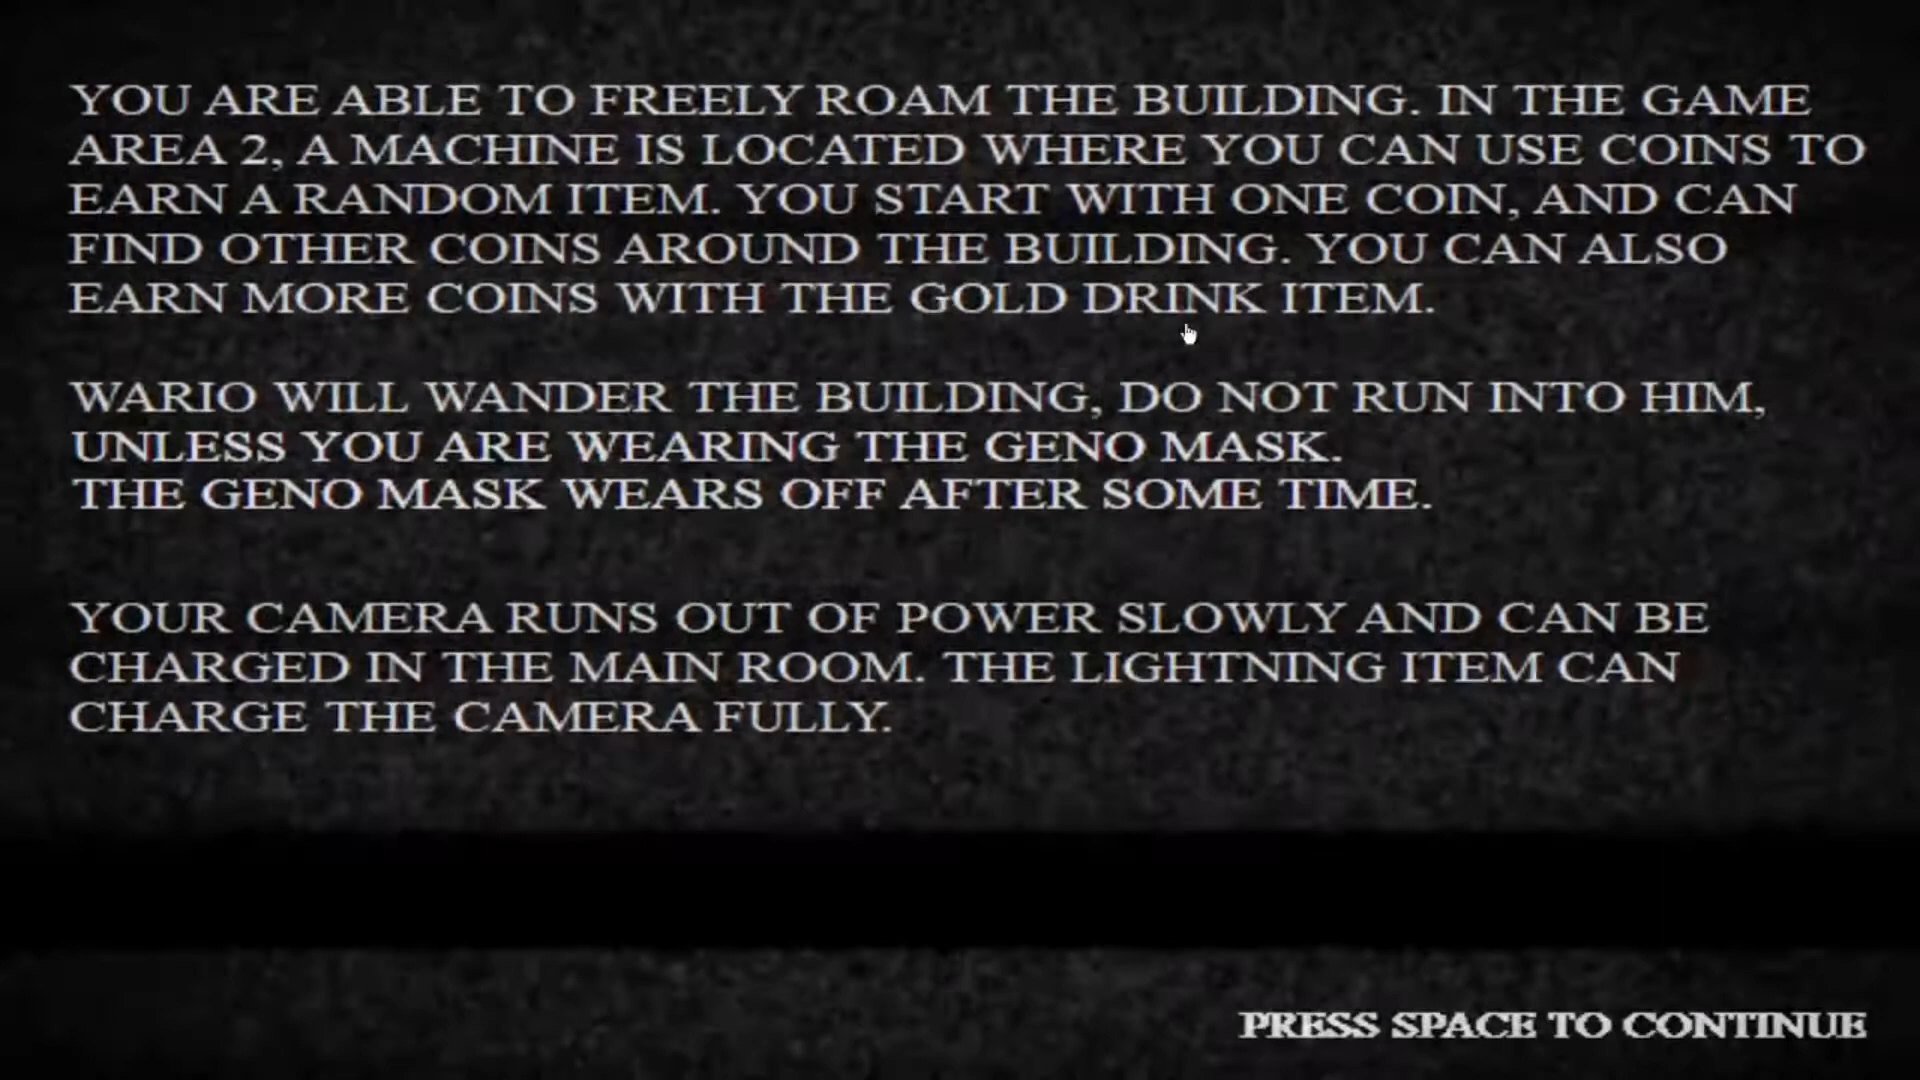 YOU ARE ABLE TO FREELY ROAM THE BUILDING. IN THE GAME
AREA 2, A MACHINE IS LOCATED WHERE YOU CAN USE COINS TO
EARN A RANDOM ITEM. YOU START WITH ONE COIN, AND CAN
FIND OTHER COINS AROUND THE BUILDING. YOU CAN ALSO
EARN MORE COINS WITH THE GOLD DRINK ITEM.
WARIO WILL WANDER THE BUILDING, DO NOT RUN INTO HIM,
UNLESS YOU ARE WEARING THE GENO MASK.
THE GENO MASK WEARS OFF AFTER SOME TIME.
YOUR CAMERA RUNS OUT OF POWER SLOWLY AND CAN BE
CHARGED IN THE MAIN ROOM. THE LIGHTNING ITEM CAN
CHARGE THE CAMERA FULLY.
PRESS SPACE TO CONTINUE